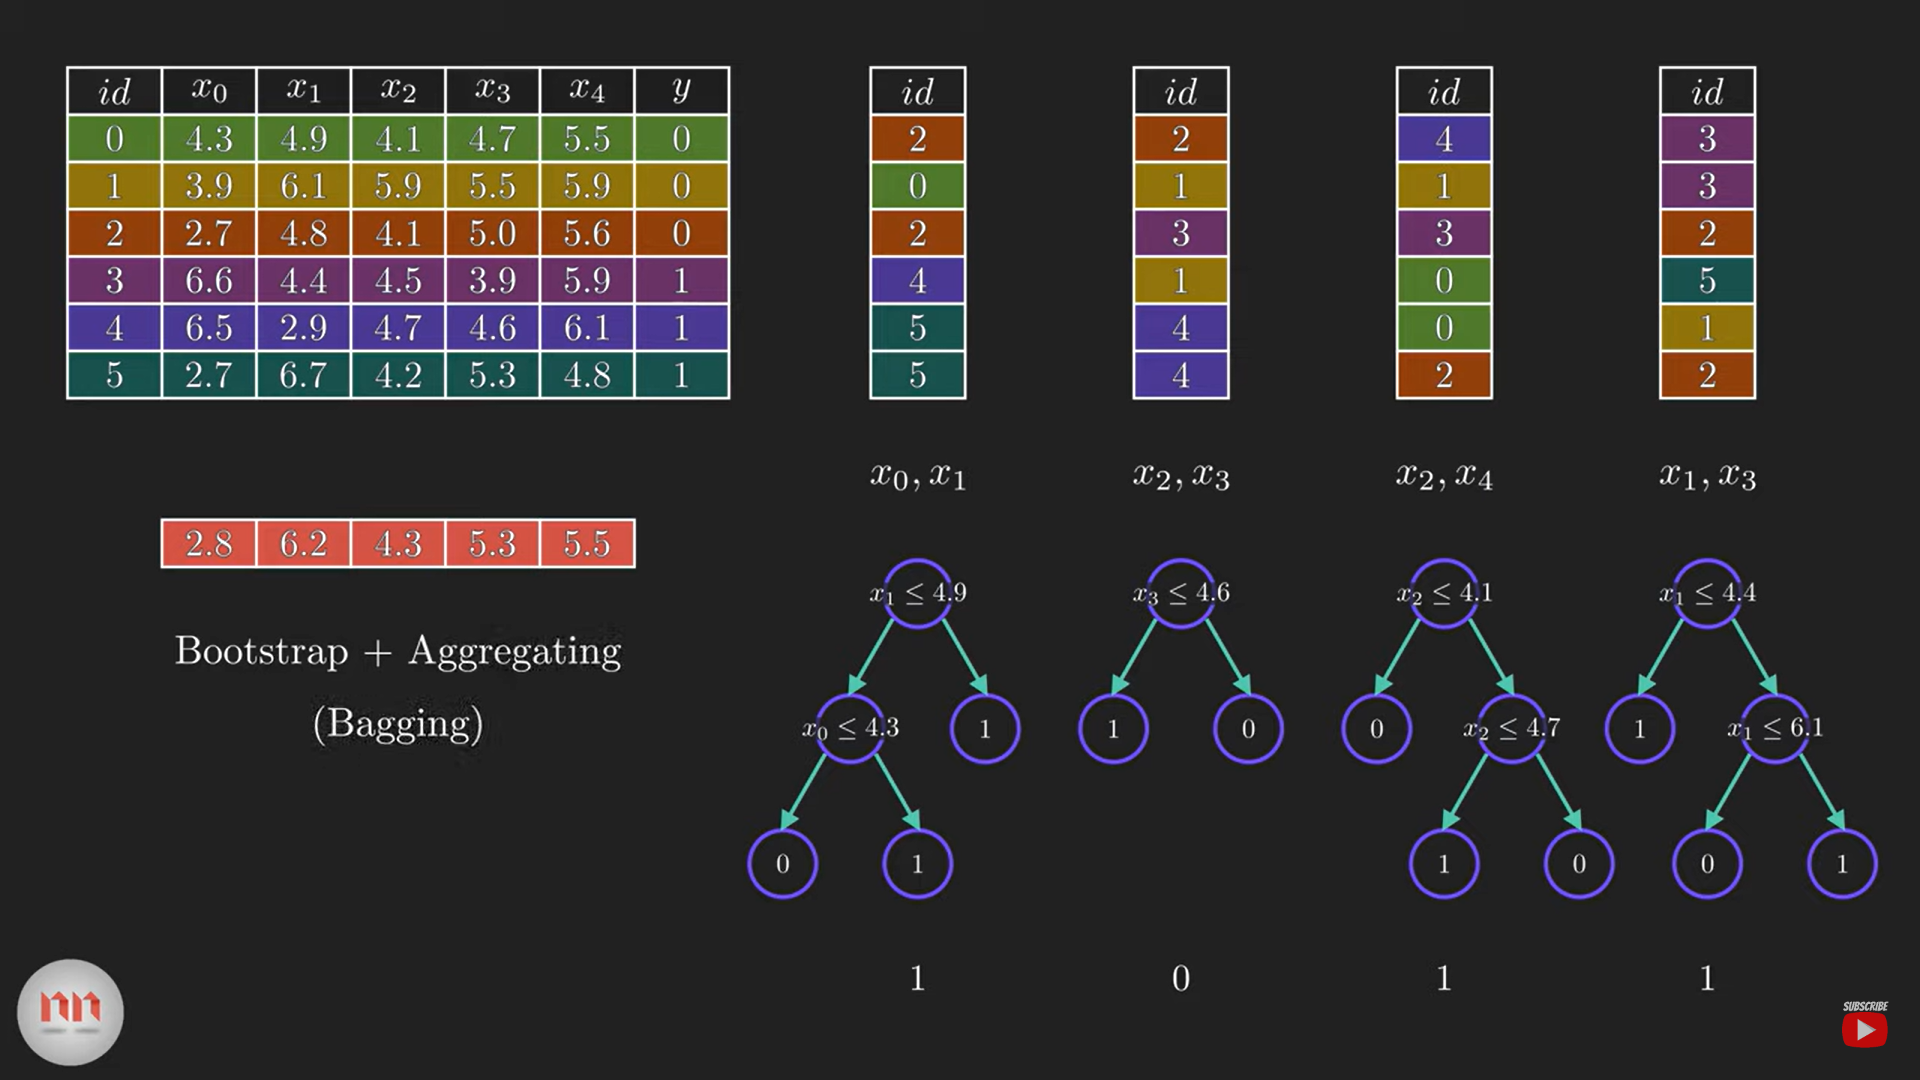 id x₀ x₁ x₂ x₃ x₄ y
0 4.3 4.9 4.1 4.7 5.5 0
1 3.9 6.1 5.9 5.5 5.9 0
2 2.7 4.8 4.1 5.0 5.6 0
3 6.6 4.4 4.5 3.9 5.9 1
4 6.5 2.9 4.7 4.6 6.1 1
5 2.7 6.7 4.2 5.3 4.8 1
id
2
0
2
4
5
5
id
2
1
3
1
4
4
id
4
1
3
0
0
2
id
3
3
2
5
1
2
x₀, x₁
x₂, x₃
x₂, x₄
x₁, x₃
2.8 6.2 4.3 5.3 5.5
Bootstrap + Aggregating
(Bagging)
x₁ ≤ 4.9
x₀ ≤ 4.3
1
0
1
x₃ ≤ 4.6
1
0
x₂ ≤ 4.1
0
x₂ ≤ 4.7
1
0
x₁ ≤ 4.4
1
x₁ ≤ 6.1
0
1
1
0
1
1
nn
SUBSCRIBE